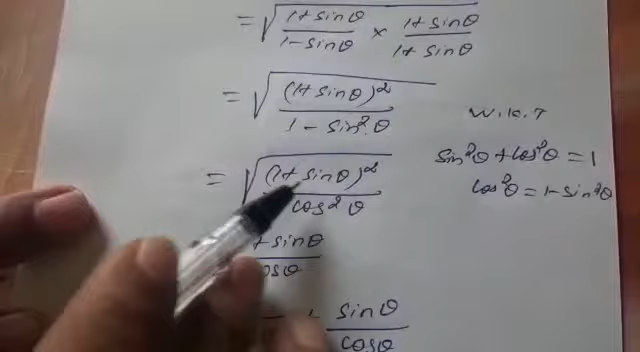 = √(1+sinθ / 1-sinθ × 1+sinθ / 1+sinθ)
= √((1+sinθ)² / 1-sin²θ)
W.K.T
= √((1+sinθ)² / cos²θ)
sin²θ + cos²θ = 1
cos²θ = 1-sin²θ
+ sinθ / cosθ
sinθ / cosθ